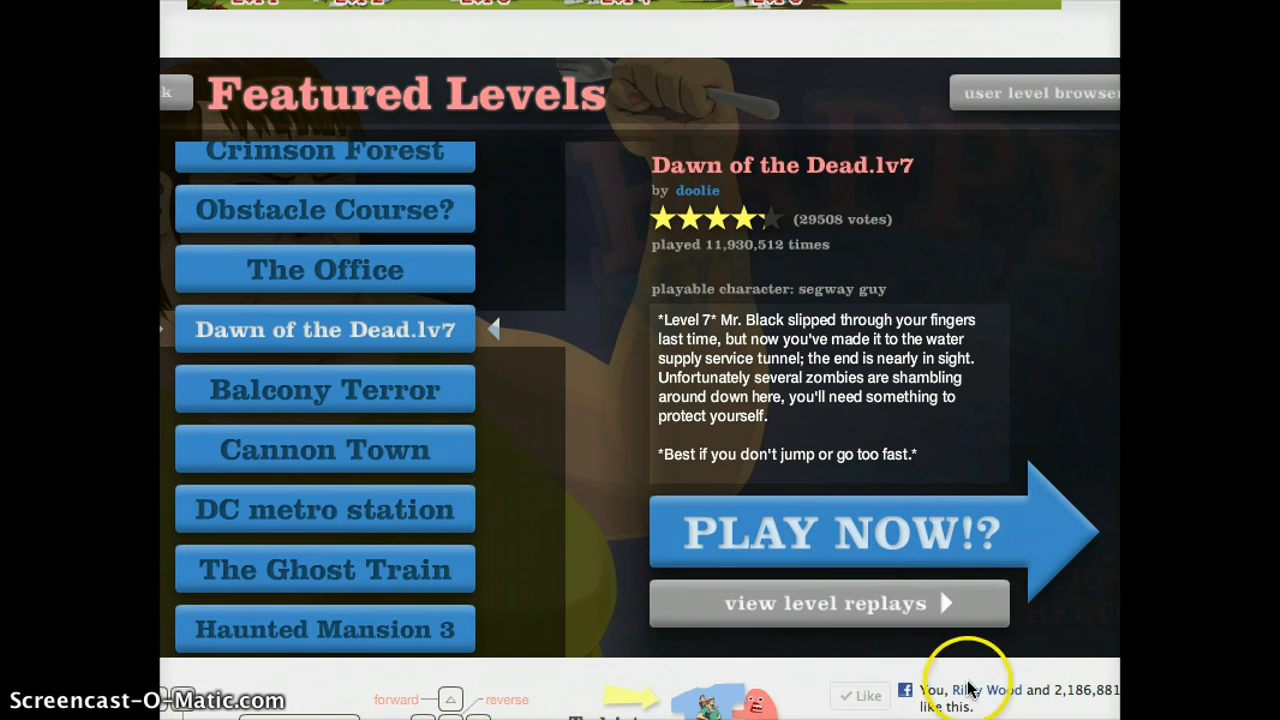 k
Featured Levels
user level browser
Crimson Forest
Obstacle Course?
The Office
Dawn of the Dead.lv7
Balcony Terror
Cannon Town
DC metro station
The Ghost Train
Haunted Mansion 3
Dawn of the Dead.lv7
by doolie
(29508 votes)
played 11,930,512 times
playable character: segway guy
*Level 7* Mr. Black slipped through your fingers
last time, but now you've made it to the water
supply service tunnel; the end is nearly in sight.
Unfortunately several zombies are shambling
around down here, you'll need something to
protect yourself.
*Best if you don't jump or go too fast.*
PLAY NOW!?
view level replays
forward
reverse
Like
You, Riley Wood and 2,186,881
like this.
Screencast-O-Matic.com